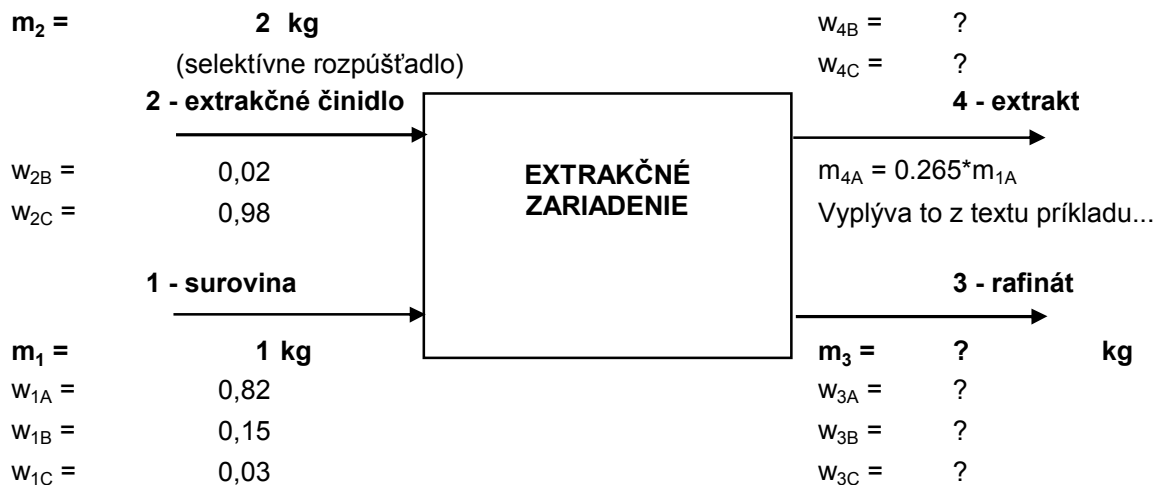 m2 = 2 kg
(selektívne rozpúšťadlo)
2 - extrakčné činidlo
w2B = 0,02
w2C = 0,98
1 - surovina
m1 = 1 kg
w1A = 0,82
w1B = 0,15
w1C = 0,03
EXTRAKČNÉ
ZARIADENIE
w4B = ?
w4C = ?
4 - extrakt
m4A = 0.265*m1A
Vyplýva to z textu príkladu...
3 - rafinát
m3 = ? kg
w3A = ?
w3B = ?
w3C = ?